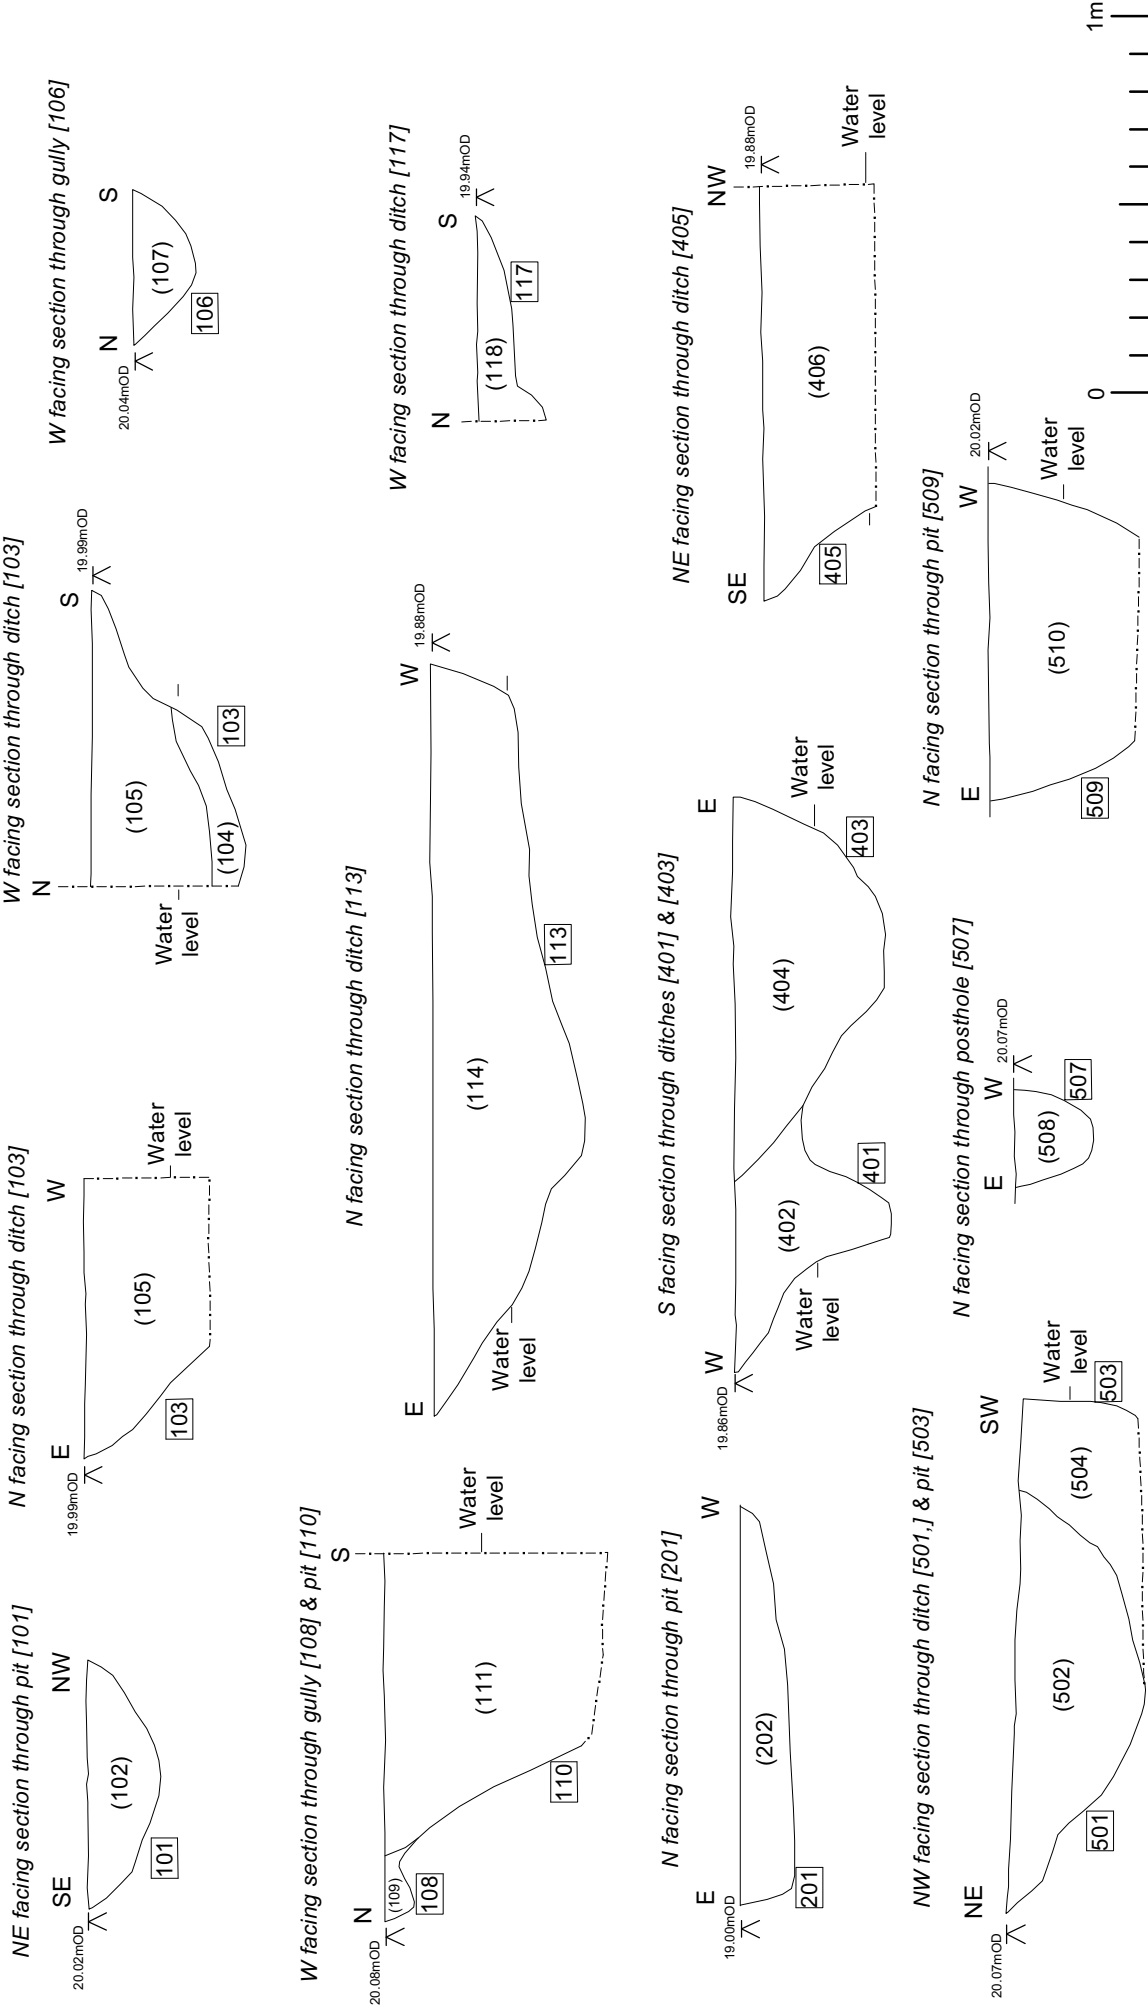 NE facing section through pit [101]
SE
NW
20.02mOD
(102)
101
N facing section through ditch [103]
E
W
19.99mOD
(105)
103
Water
level
W facing section through ditch [103]
N
S
19.99mOD
(105)
(104)
103
Water
level
W facing section through gully [106]
N
S
20.04mOD
(107)
106
W facing section through gully [108] & pit [110]
N
S
20.08mOD
(109)
108
(111)
110
Water
level
N facing section through ditch [113]
E
W
19.88mOD
(114)
113
Water
level
W facing section through ditch [117]
N
S
19.94mOD
(118)
117
N facing section through pit [201]
E
W
19.00mOD
(202)
201
S facing section through ditches [401] & [403]
W
E
19.86mOD
(402)
(404)
401
403
Water
level
Water
level
NE facing section through ditch [405]
SE
NW
19.88mOD
(406)
405
Water
level
NW facing section through ditch [501,] & pit [503]
NE
SW
20.07mOD
(502)
(504)
501
503
Water
level
N facing section through posthole [507]
E
W
20.07mOD
(508)
507
N facing section through pit [509]
E
W
20.02mOD
(510)
509
Water
level
0
1m